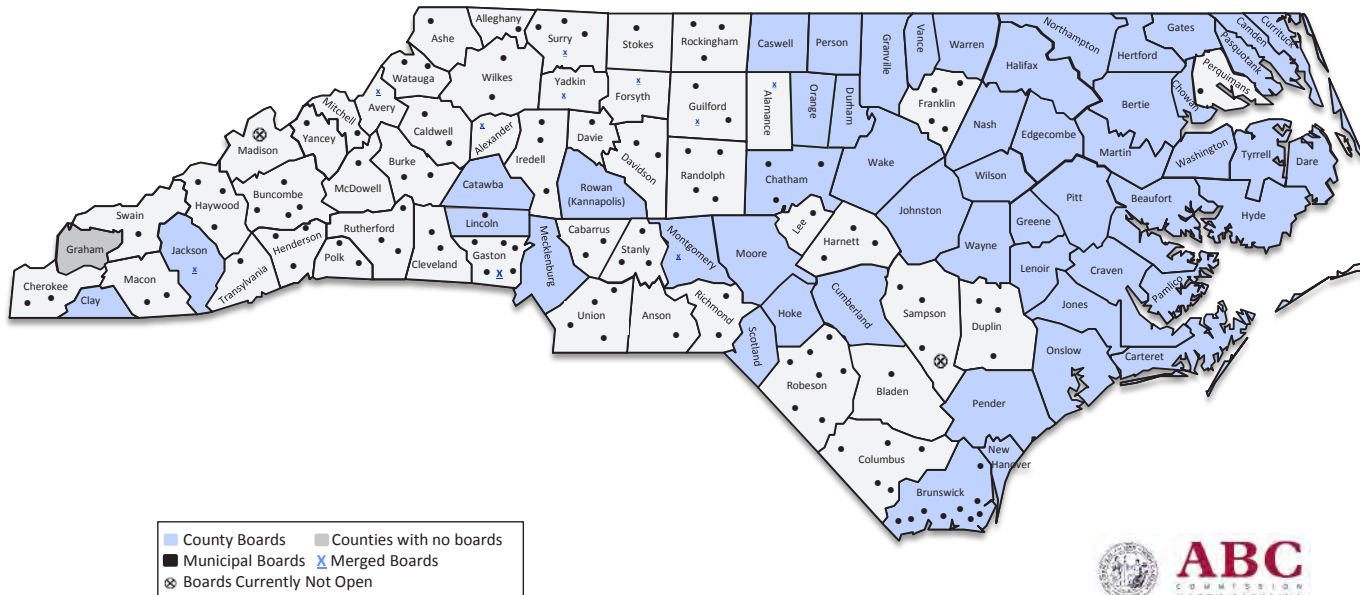 Alleghany
Ashe
Surry
x
Stokes
Rockingham
Caswell
Person
Granville
Vance
Warren
Northampton
Gates
Camden
Currituck
Pasquotank
Perquimans
Chowan
Hertford
Halifax
Watauga
Wilkes
Yadkin
x
Forsyth
x
Guilford
x
Alamance
x
Orange
Durham
Franklin
Nash
Edgecombe
Bertie
Mitchell
Avery
x
Caldwell
Alexander
x
Iredell
Davie
Davidson
Randolph
Chatham
Wake
Wilson
Martin
Washington
Tyrrell
Dare
Madison
Yancey
Burke
McDowell
Buncombe
Haywood
Catawba
Rowan
(Kannapolis)
Lincoln
Swain
Graham
Jackson
x
Macon
Cherokee
Clay
Transylvania
Henderson
Polk
Rutherford
Cleveland
Gaston
X
Mecklenburg
Cabarrus
Stanly
Montgomery
x
Moore
Lee
Harnett
Johnston
Greene
Pitt
Beaufort
Hyde
Wayne
Lenoir
Craven
Pamlico
Jones
Union
Anson
Richmond
Scotland
Hoke
Cumberland
Sampson
Duplin
Onslow
Carteret
Robeson
Bladen
Pender
Columbus
New
Hanover
Brunswick
County Boards
Counties with no boards
Municipal Boards
X Merged Boards
Boards Currently Not Open
ABC
COMMISSION